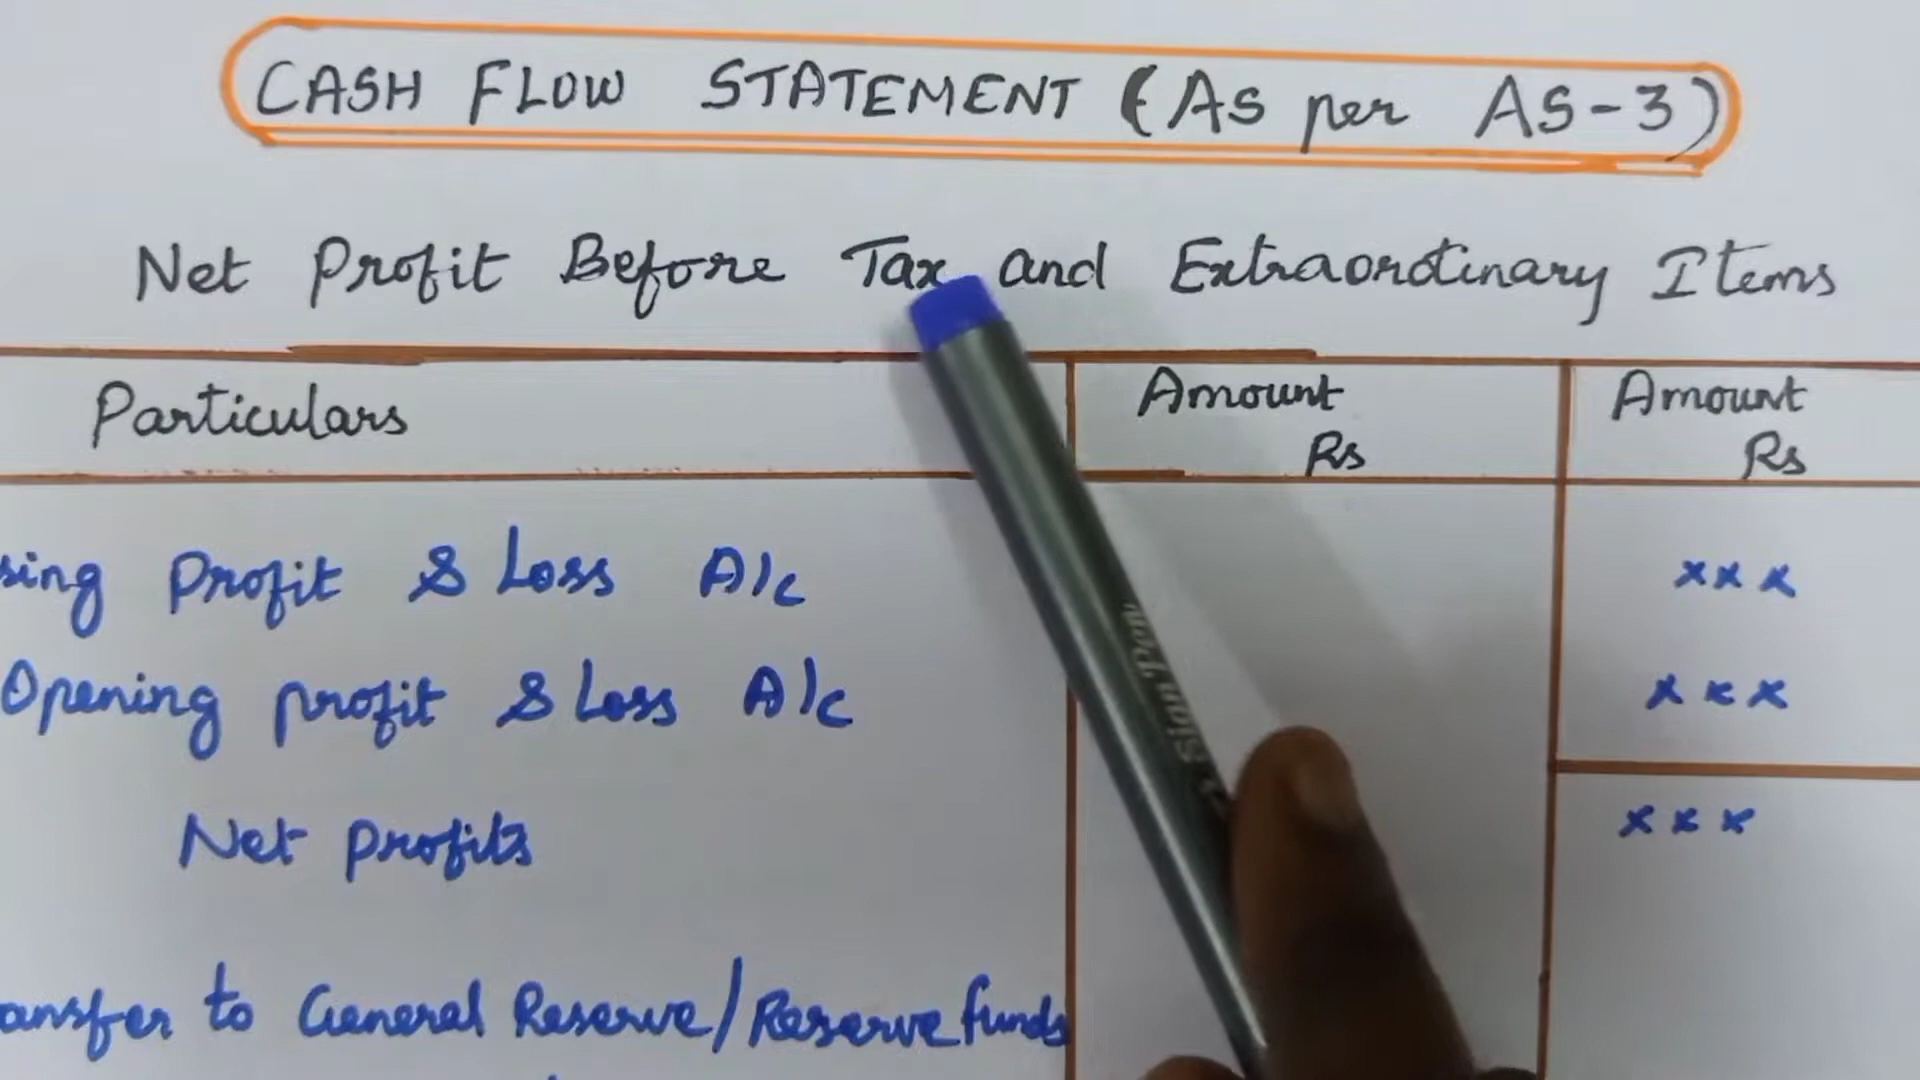 CASH FLOW STATEMENT (As per AS-3)
Net Profit Before Tax and Extraordinary Items
Particulars Amount Rs Amount Rs
sing Profit & Loss A/c xxx
Opening profit & Loss A/c xxx
Net profits xxx
ansfer to General Reserve/Reserve funds